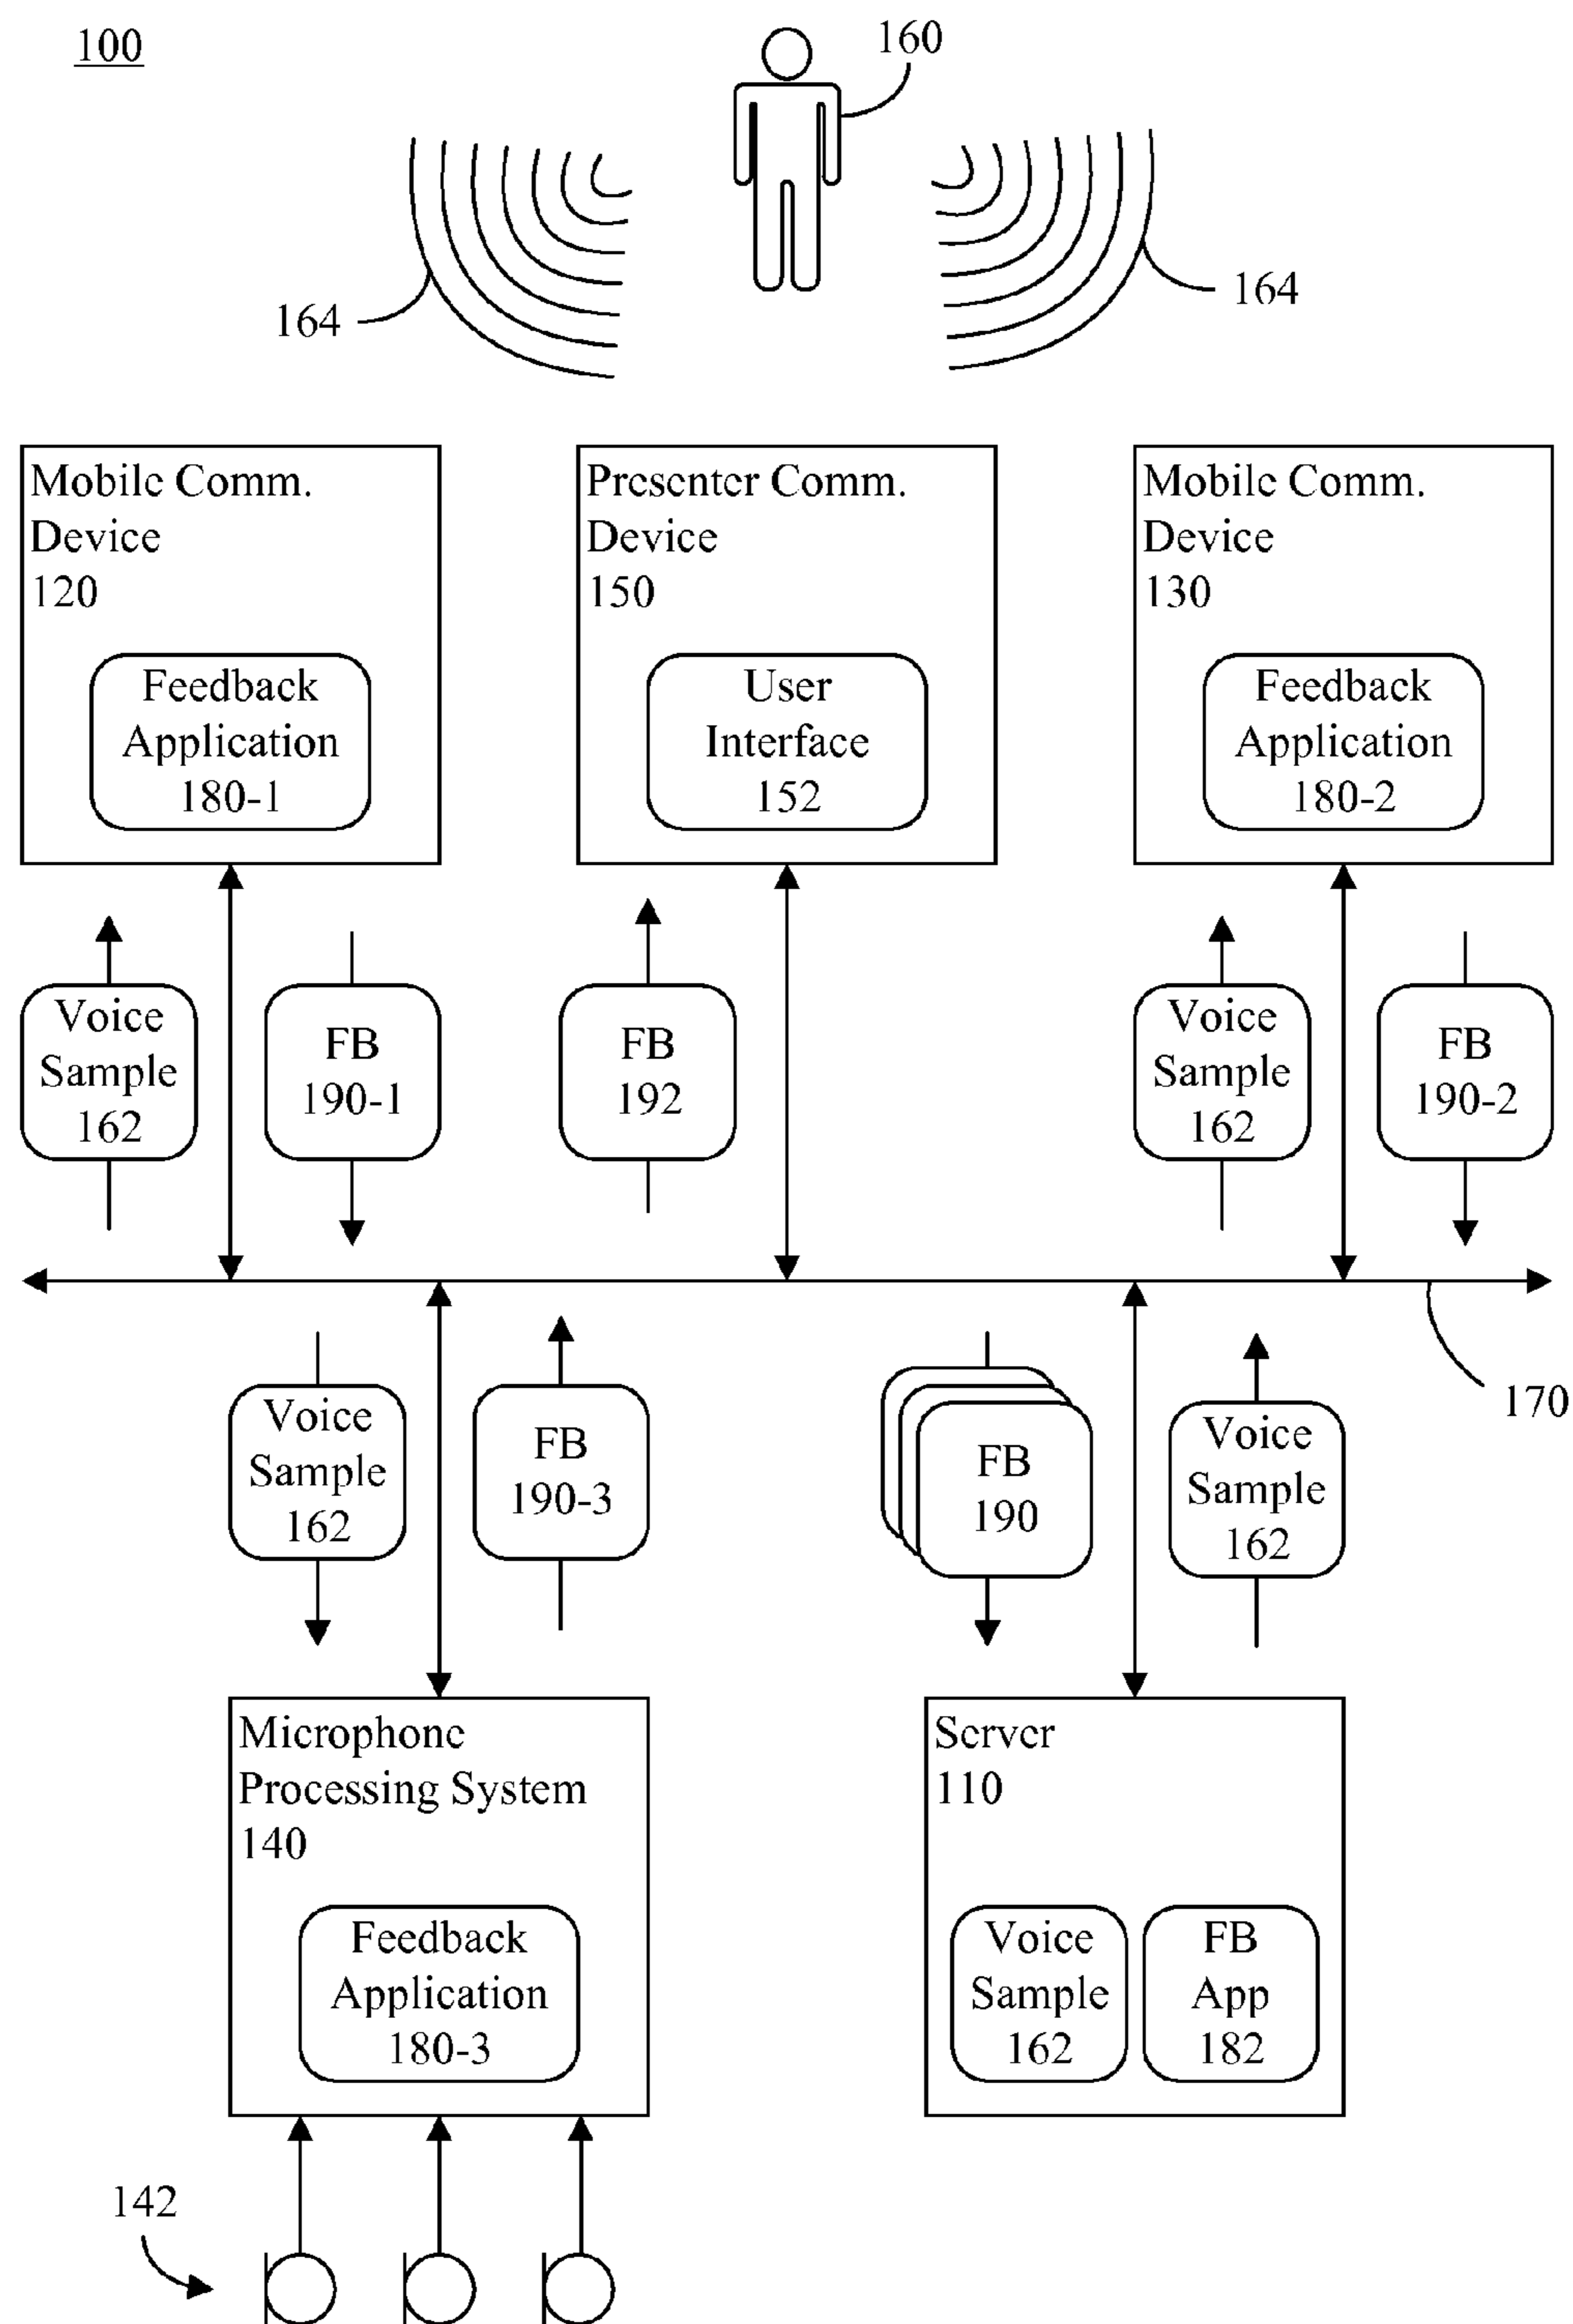 100
160
164
164
Mobile Comm.
Device
120
Feedback
Application
180-1
Presenter Comm.
Device
150
User
Interface
152
Mobile Comm.
Device
130
Feedback
Application
180-2
Voice
Sample
162
FB
190-1
FB
192
Voice
Sample
162
FB
190-2
170
Voice
Sample
162
FB
190-3
FB
190
Voice
Sample
162
Microphone
Processing System
140
Feedback
Application
180-3
Server
110
Voice
Sample
162
FB
App
182
142